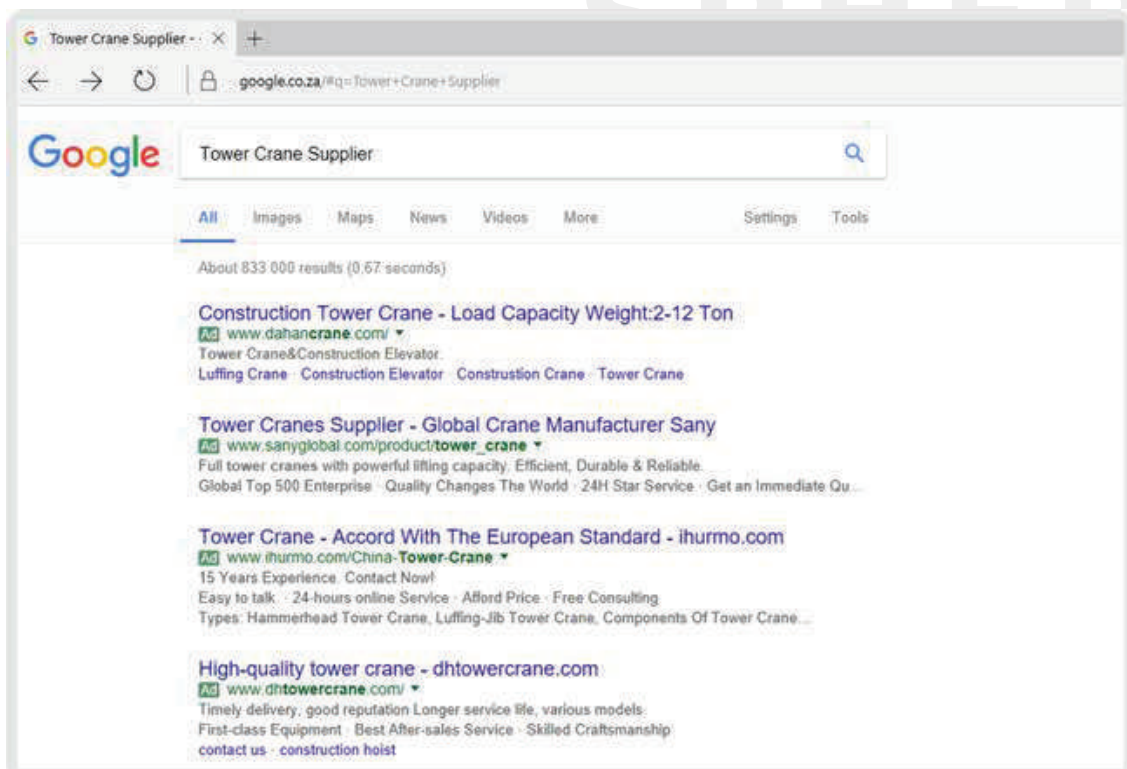 Tower Crane Supplier - ·
google.co.za/#q=Tower+Crane+Supplier
Google
Tower Crane Supplier
All Images Maps News Videos More Settings Tools
About 833 000 results (0.67 seconds)
Construction Tower Crane - Load Capacity Weight:2-12 Ton
Ad www.dahancrane.com/
Tower Crane&Construction Elevator.
Luffing Crane · Construction Elevator · Construstion Crane · Tower Crane
Tower Cranes Supplier - Global Crane Manufacturer Sany
Ad www.sanyglobal.com/product/tower_crane
Full tower cranes with powerful lifting capacity. Efficient, Durable & Reliable.
Global Top 500 Enterprise · Quality Changes The World · 24H Star Service · Get an Immediate Qu...
Tower Crane - Accord With The European Standard - ihurmo.com
Ad www.ihurmo.com/China-Tower-Crane
15 Years Experience. Contact Now!
Easy to talk · 24-hours online Service · Afford Price · Free Consulting
Types: Hammerhead Tower Crane, Luffing-Jib Tower Crane, Components Of Tower Crane...
High-quality tower crane - dhtowercrane.com
Ad www.dhtowercrane.com/
Timely delivery, good reputation Longer service life, various models
First-class Equipment · Best After-sales Service · Skilled Craftsmanship
contact us · construction hoist